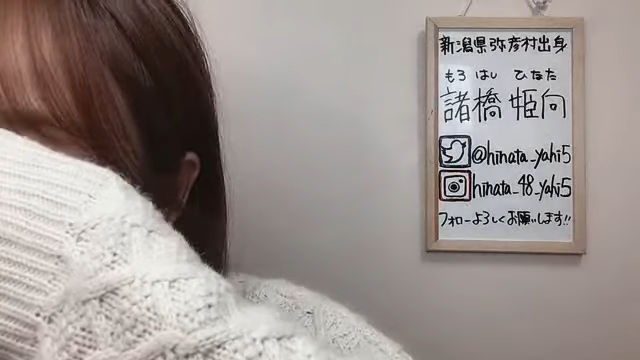 新潟県弥彦村出身
もろ はし ひなた
諸橋 姫向
@hinata_yahi5
hinata_48_yahi5
フォローよろしくお願いします!!